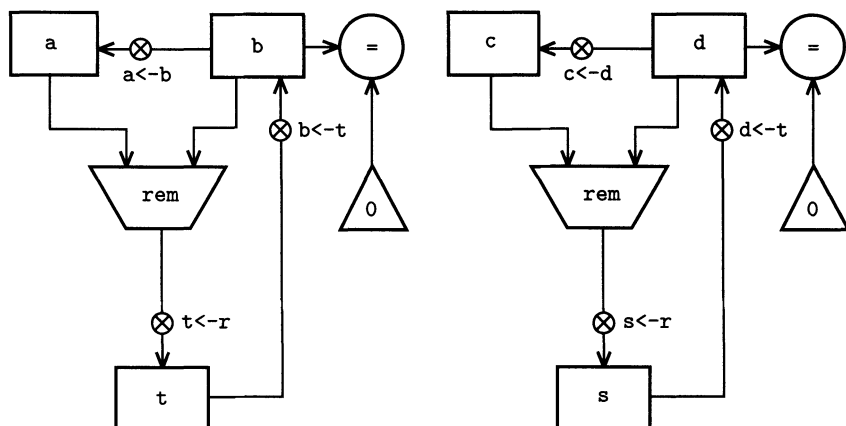 a b = c d =
a<-b c<-d
b<-t d<-t
rem rem
0 0
t<-r s<-r
t s